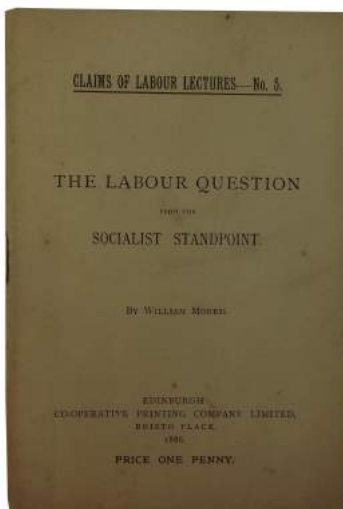 CLAIMS OF LABOUR LECTURES—No. 5.
THE LABOUR QUESTION
FROM THE
SOCIALIST STANDPOINT.
BY WILLIAM MORRIS
EDINBURGH
CO-OPERATIVE PRINTING COMPANY LIMITED,
BRISTO PLACE.
1886.
PRICE ONE PENNY.